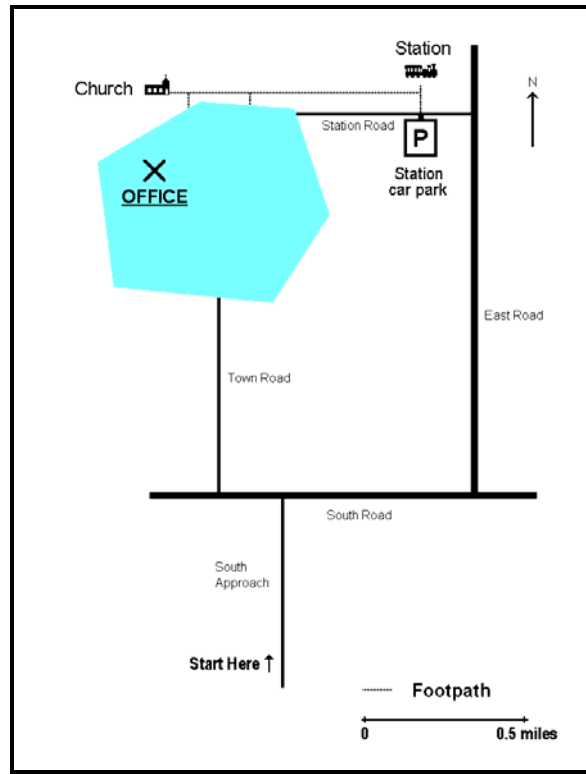 Station
N
Church
Station Road
P
Station
car park
OFFICE
East Road
Town Road
South Road
South
Approach
Start Here
Footpath
0
0.5 miles